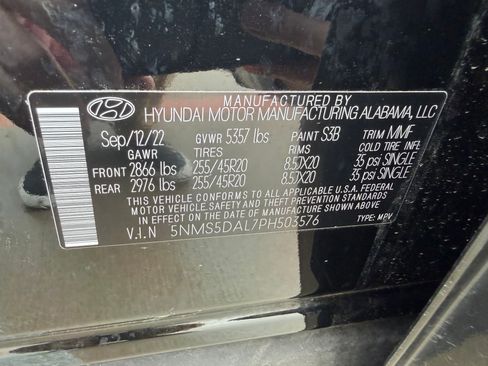 MANUFACTURED BY
HYUNDAI MOTOR MANUFACTURING ALABAMA, LLC
Sep/12/22 GVWR 5357 lbs PAINT S3B TRIM MMF
GAWR TIRES RIMS COLD TIRE INFL
FRONT 2866 lbs 255/45R20 8.5JX20 35 psi SINGLE
REAR 2976 lbs 255/45R20 8.5JX20 35 psi SINGLE
THIS VEHICLE CONFORMS TO ALL APPLICABLE U.S.A. FEDERAL
MOTOR VEHICLE SAFETY AND THEFT PREVENTION STANDARDS
IN EFFECT ON THE DATE OF MANUFACTURE SHOWN ABOVE
V.I.N 5NMS5DAL7PH503576 TYPE: MPV